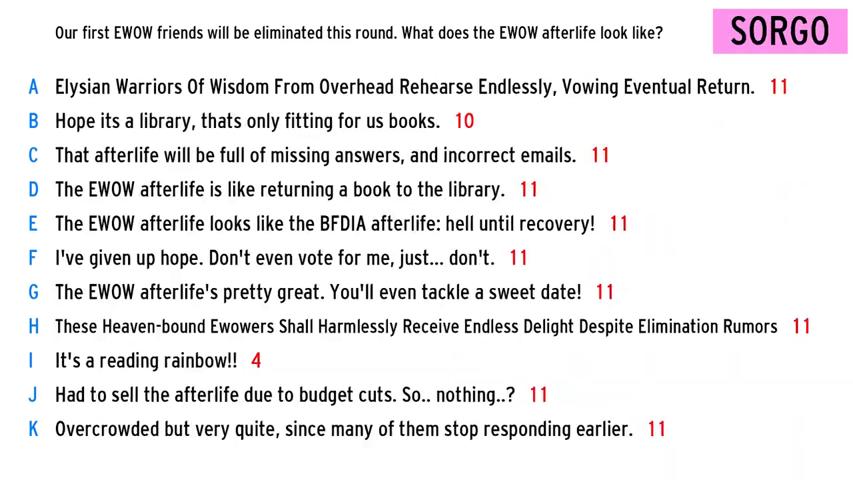 Our first EWOW friends will be eliminated this round. What does the EWOW afterlife look like?
SORGO
A Elysian Warriors Of Wisdom From Overhead Rehearse Endlessly, Vowing Eventual Return. 11
B Hope its a library, thats only fitting for us books. 10
C That afterlife will be full of missing answers, and incorrect emails. 11
D The EWOW afterlife is like returning a book to the library. 11
E The EWOW afterlife looks like the BFDIA afterlife: hell until recovery! 11
F I've given up hope. Don't even vote for me, just... don't. 11
G The EWOW afterlife's pretty great. You'll even tackle a sweet date! 11
H These Heaven-bound Ewowers Shall Harmlessly Receive Endless Delight Despite Elimination Rumors 11
I It's a reading rainbow!! 4
J Had to sell the afterlife due to budget cuts. So.. nothing..? 11
K Overcrowded but very quite, since many of them stop responding earlier. 11